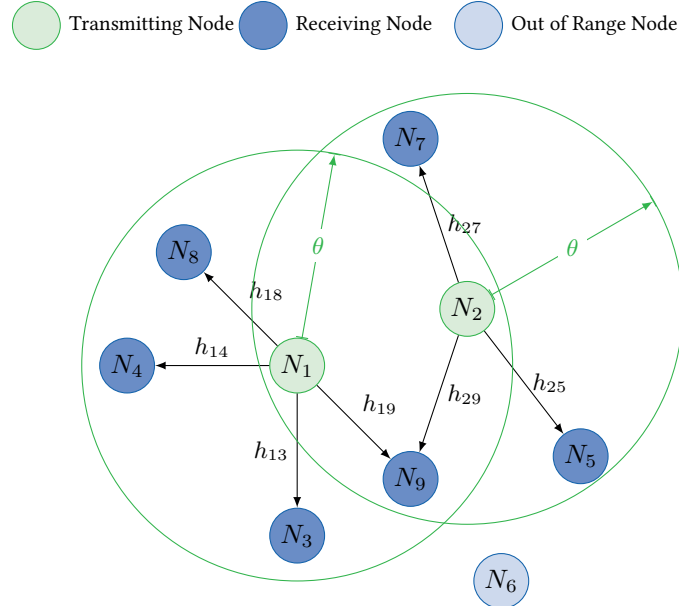 Transmitting Node Receiving Node Out of Range Node
N₇
h₂₇
θ
θ
N₈
h₁₈
N₂
h₁₄
N₄
N₁
h₁₉
h₂₉
h₂₅
h₁₃
N₉
N₅
N₃
N₆